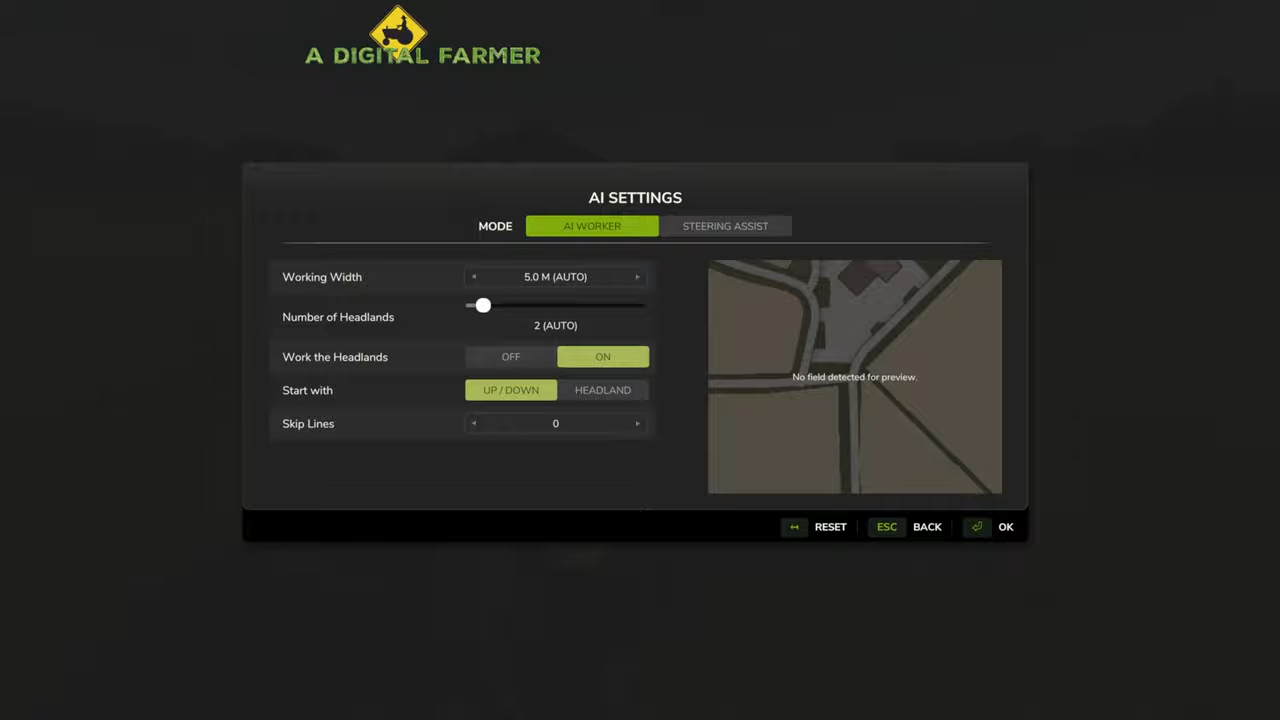 A DIGITAL FARMER
AI SETTINGS
MODE AI WORKER STEERING ASSIST
Working Width 5.0 M (AUTO)
Number of Headlands
2 (AUTO)
Work the Headlands OFF ON
Start with UP / DOWN HEADLAND
Skip Lines 0
No field detected for preview.
RESET ESC BACK OK